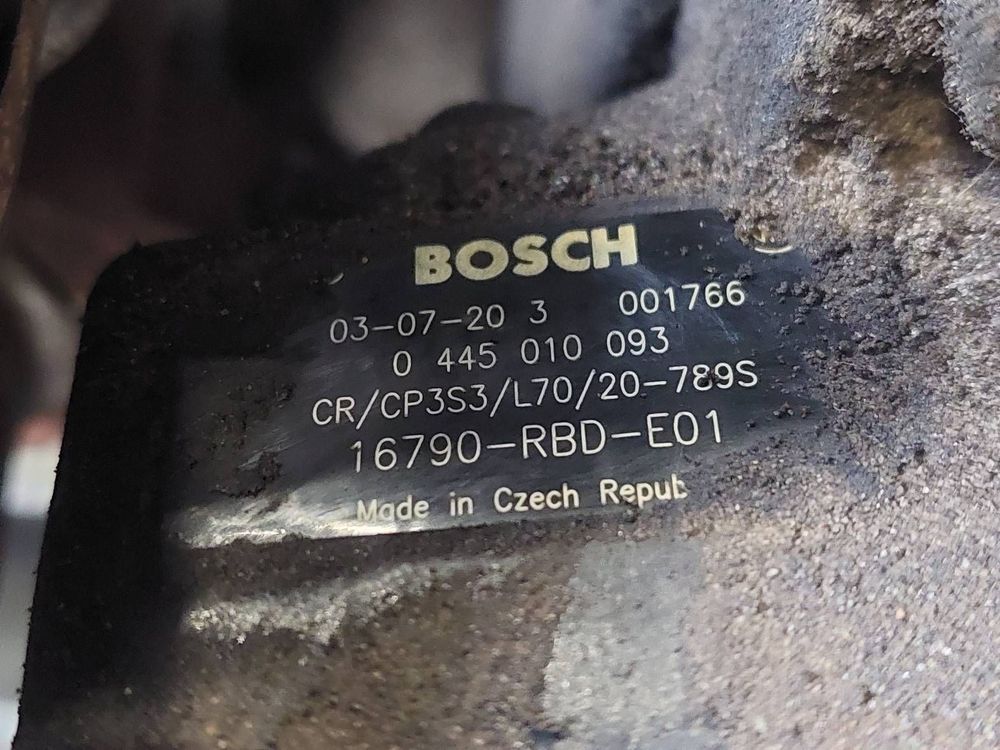 BOSCH
03-07-20 3 001766
0 445 010 093
CR/CP3S3/L70/20-789S
16790-RBD-E01
Made in Czech Repub